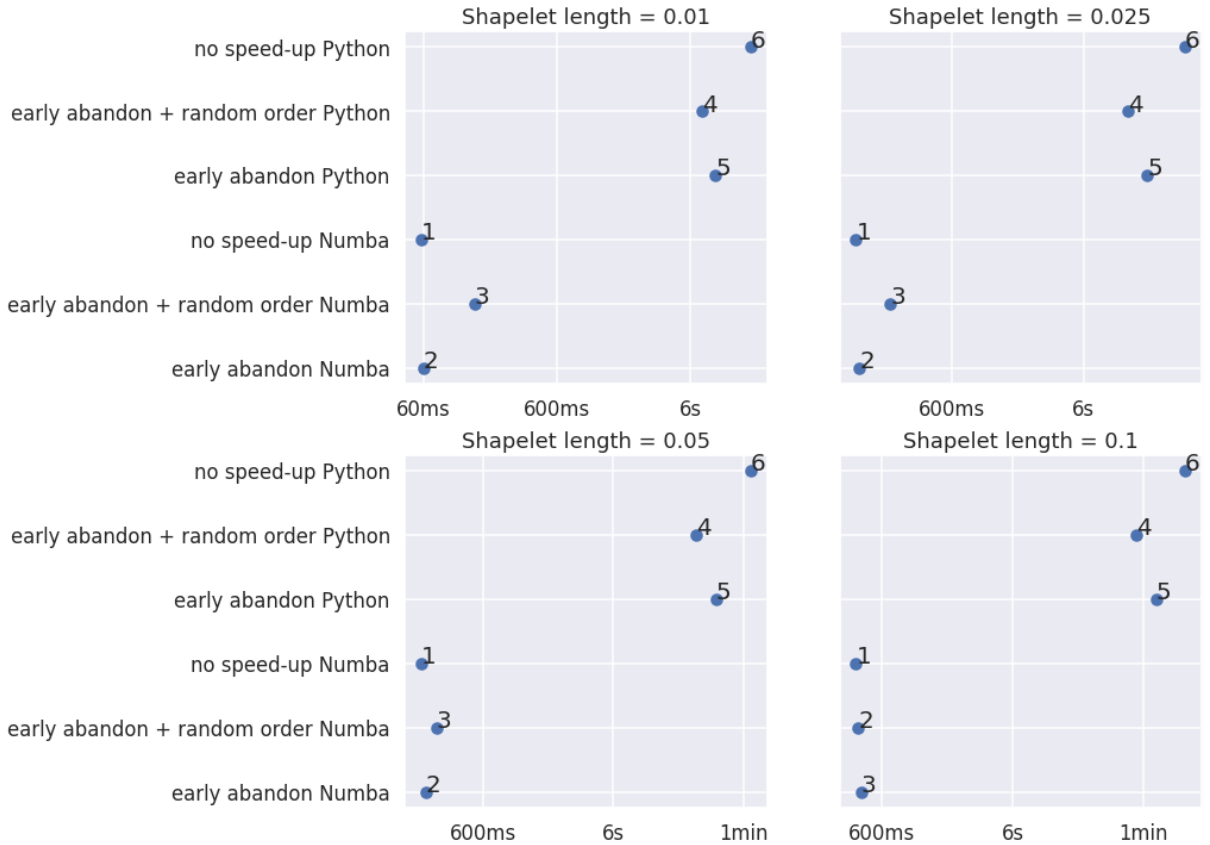 Shapelet length = 0.01
no speed-up Python
early abandon + random order Python
early abandon Python
no speed-up Numba
early abandon + random order Numba
early abandon Numba
6
4
5
1
3
2
60ms 600ms 6s
Shapelet length = 0.025
6
4
5
1
3
2
600ms 6s
Shapelet length = 0.05
no speed-up Python
early abandon + random order Python
early abandon Python
no speed-up Numba
early abandon + random order Numba
early abandon Numba
6
4
5
1
3
2
600ms 6s 1min
Shapelet length = 0.1
6
4
5
1
2
3
600ms 6s 1min